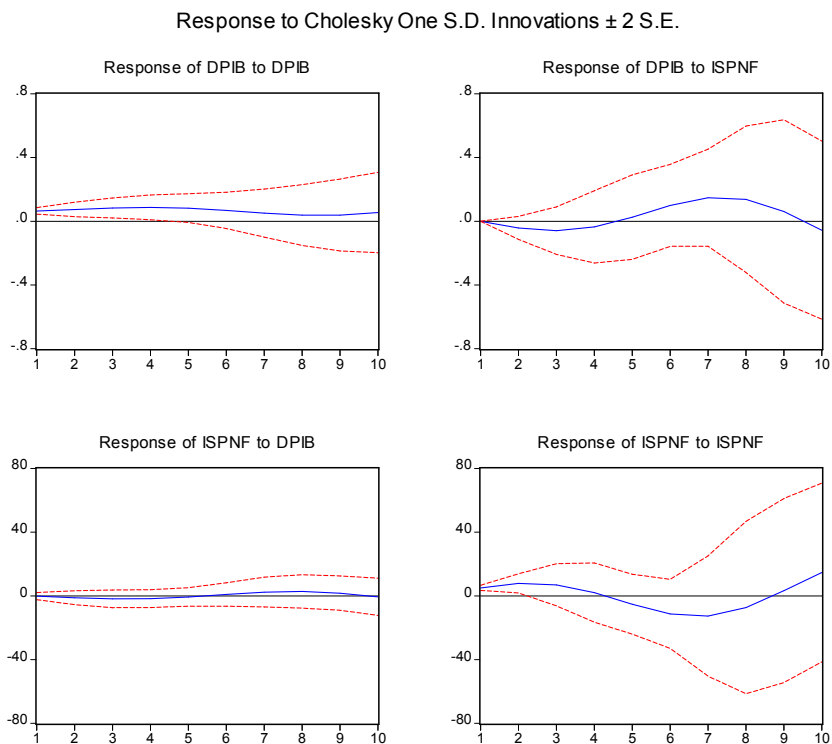 Response to Cholesky One S.D. Innovations ± 2 S.E.
Response of DPIB to DPIB
.8
.4
.0
-.4
-.8
1 2 3 4 5 6 7 8 9 10
Response of DPIB to ISPNF
.8
.4
.0
-.4
-.8
1 2 3 4 5 6 7 8 9 10
Response of ISPNF to DPIB
80
40
0
-40
-80
1 2 3 4 5 6 7 8 9 10
Response of ISPNF to ISPNF
80
40
0
-40
-80
1 2 3 4 5 6 7 8 9 10